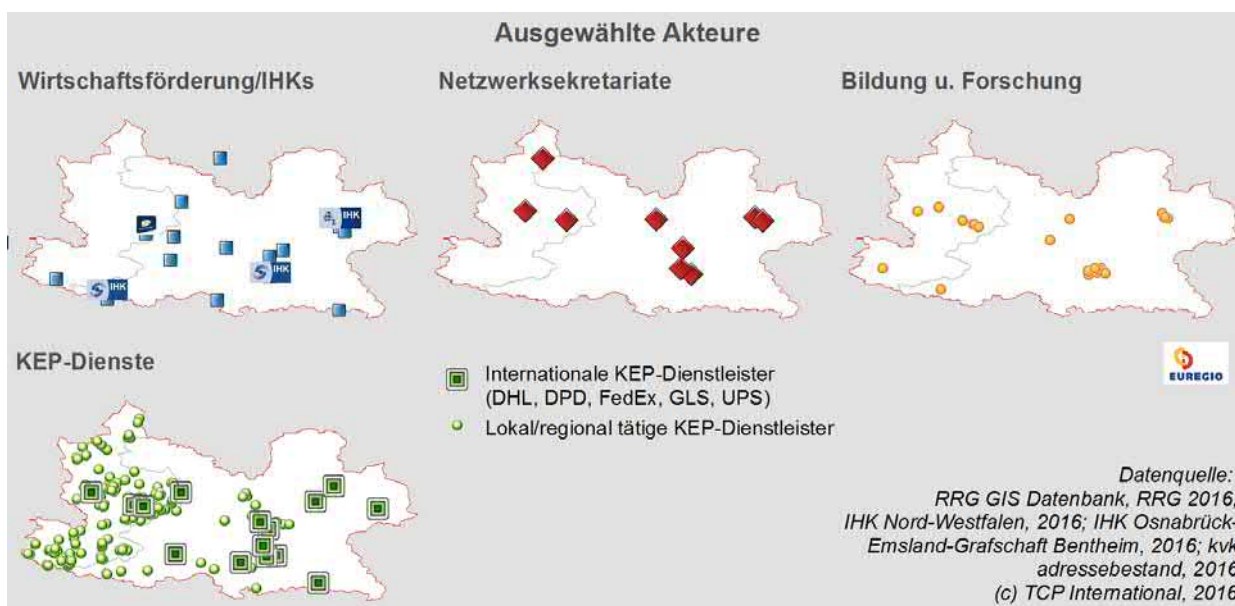 Ausgewählte Akteure
Wirtschaftsförderung/IHKs
Netzwerksekretariate
Bildung u. Forschung
IHK
IHK
IHK
KEP-Dienste
Internationale KEP-Dienstleister
(DHL, DPD, FedEx, GLS, UPS)
Lokal/regional tätige KEP-Dienstleister
EUREGIO
Datenquelle:
RRG GIS Datenbank, RRG 2016,
IHK Nord-Westfalen, 2016; IHK Osnabrück-
Emsland-Grafschaft Bentheim, 2016; kvk
adressebestand, 2016
(c) TCP International, 2016